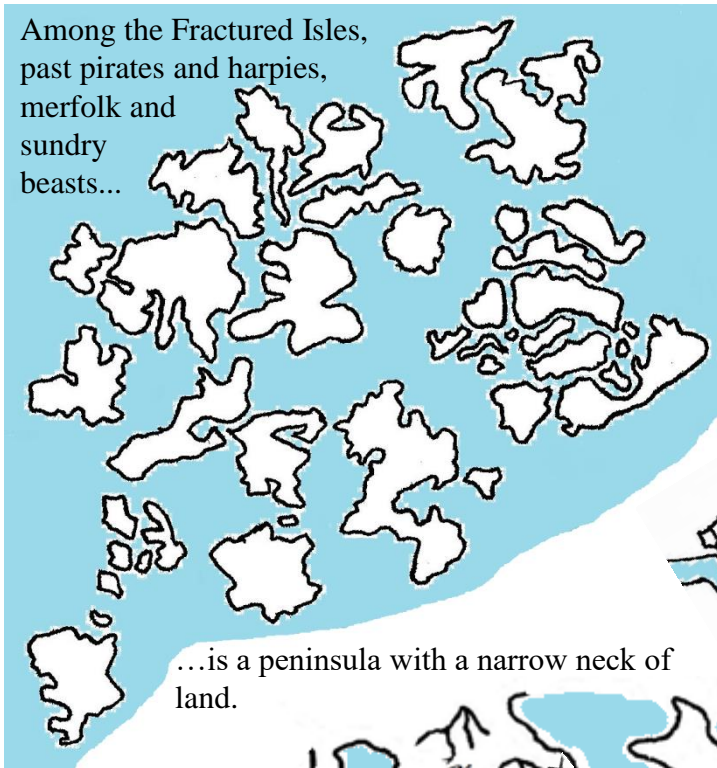 Among the Fractured Isles,
past pirates and harpies,
merfolk and
sundry
beasts...
…is a peninsula with a narrow neck of
land.